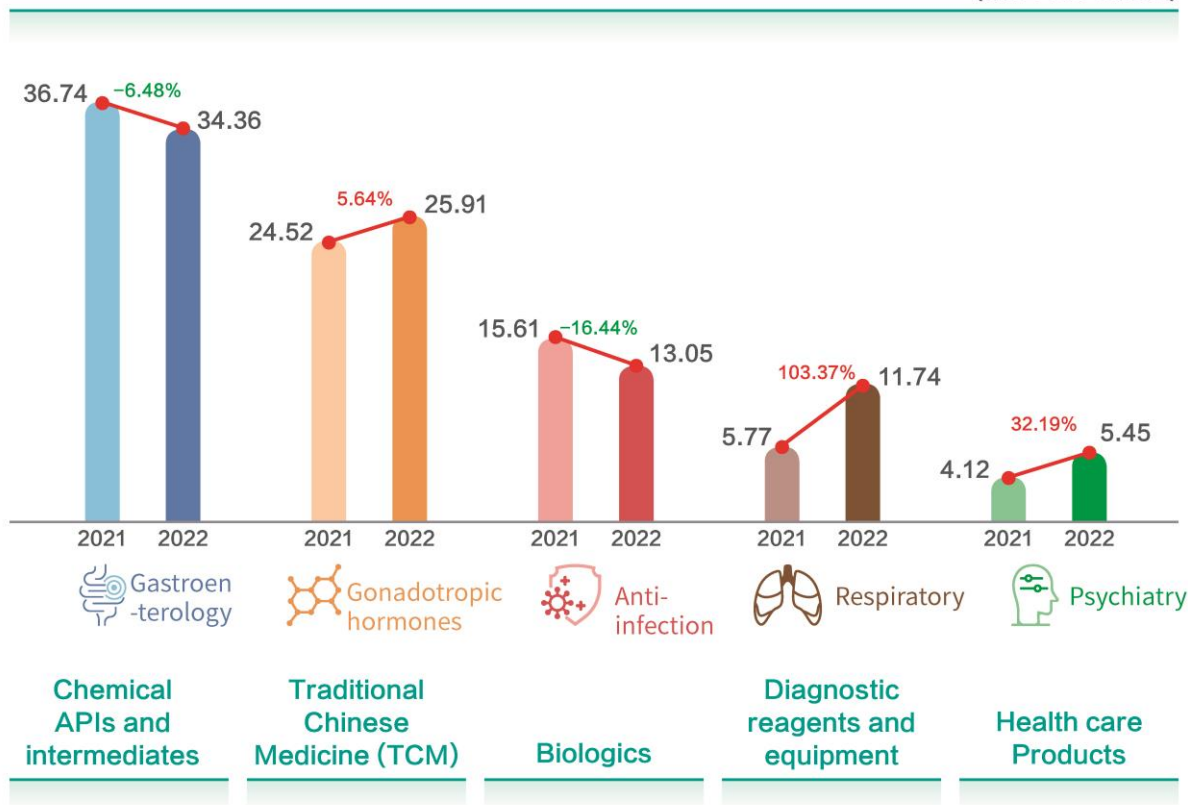 36.74
−6.48%
34.36
24.52
5.64%
25.91
15.61
−16.44%
13.05
5.77
103.37%
11.74
4.12
32.19%
5.45
2021 2022
2021 2022
2021 2022
2021 2022
2021 2022
Gastroen
-terology
Gonadotropic
hormones
Anti-
infection
Respiratory
Psychiatry
Chemical
APIs and
intermediates
Traditional
Chinese
Medicine (TCM)
Biologics
Diagnostic
reagents and
equipment
Health care
Products